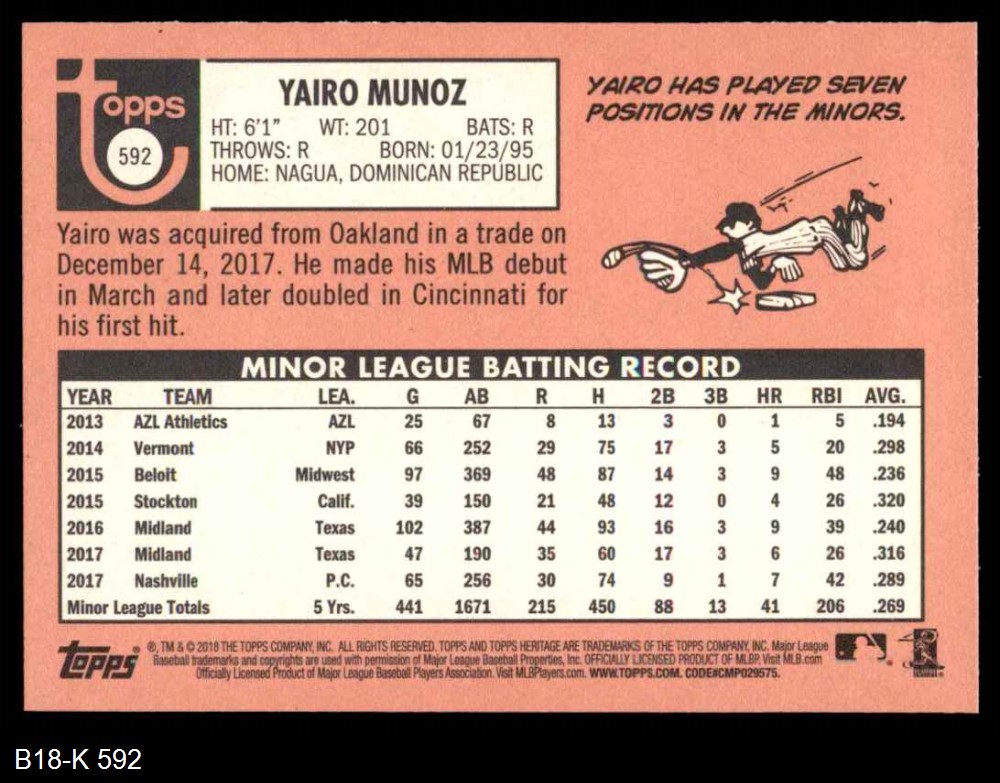 topps
592
YAIRO MUNOZ
HT: 6'1" WT: 201 BATS: R
THROWS: R BORN: 01/23/95
HOME: NAGUA, DOMINICAN REPUBLIC
YAIRO HAS PLAYED SEVEN
POSITIONS IN THE MINORS.
Yairo was acquired from Oakland in a trade on
December 14, 2017. He made his MLB debut
in March and later doubled in Cincinnati for
his first hit.
MINOR LEAGUE BATTING RECORD
YEAR TEAM LEA. G AB R H 2B 3B HR RBI AVG.
2013 AZL Athletics AZL 25 67 8 13 3 0 1 5 .194
2014 Vermont NYP 66 252 29 75 17 3 5 20 .298
2015 Beloit Midwest 97 369 48 87 14 3 9 48 .236
2015 Stockton Calif. 39 150 21 48 12 0 4 26 .320
2016 Midland Texas 102 387 44 93 16 3 9 39 .240
2017 Midland Texas 47 190 35 60 17 3 6 26 .316
2017 Nashville P.C. 65 256 30 74 9 1 7 42 .289
Minor League Totals 5 Yrs. 441 1671 215 450 88 13 41 206 .269
topps
®, TM & © 2018 THE TOPPS COMPANY, INC. ALL RIGHTS RESERVED. TOPPS AND TOPPS HERITAGE ARE TRADEMARKS OF THE TOPPS COMPANY, INC. Major League
Baseball trademarks and copyrights are used with permission of Major League Baseball Properties, Inc. OFFICIALLY LICENSED PRODUCT OF MLBP. Visit MLB.com
Officially Licensed Product of Major League Baseball Players Association. Visit MLBPlayers.com. WWW.TOPPS.COM. CODE#CMP029575.
B18-K 592